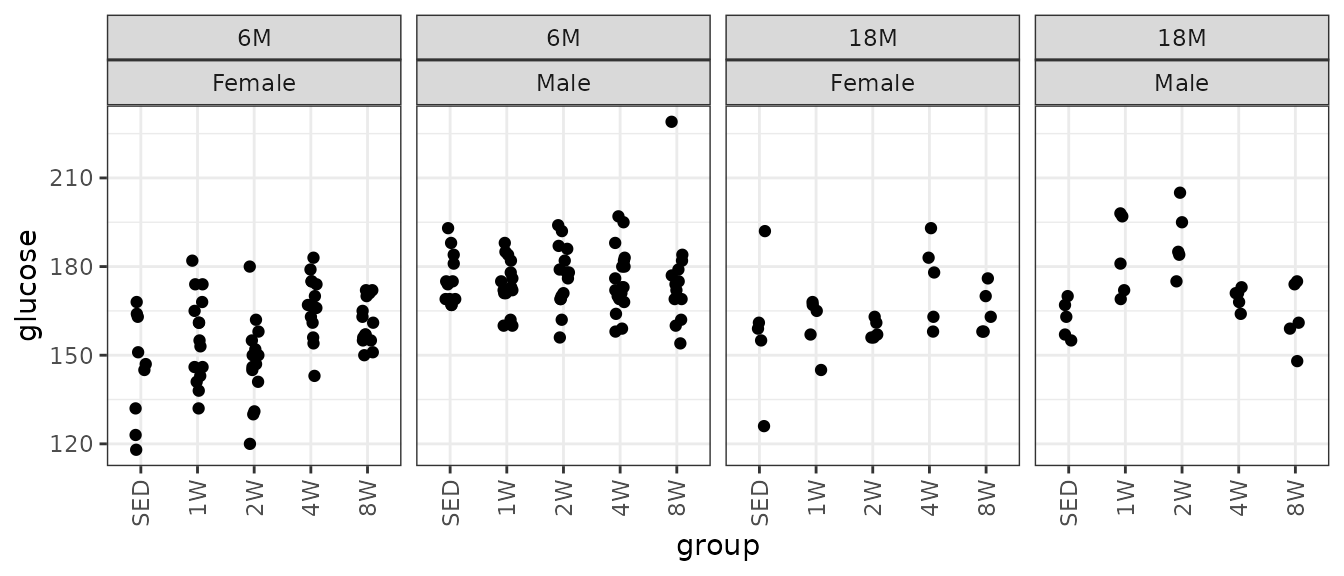 6M 6M 18M 18M
Female Male Female Male
glucose
210
180
150
120
SED 1W 2W 4W 8W SED 1W 2W 4W 8W SED 1W 2W 4W 8W SED 1W 2W 4W 8W
group